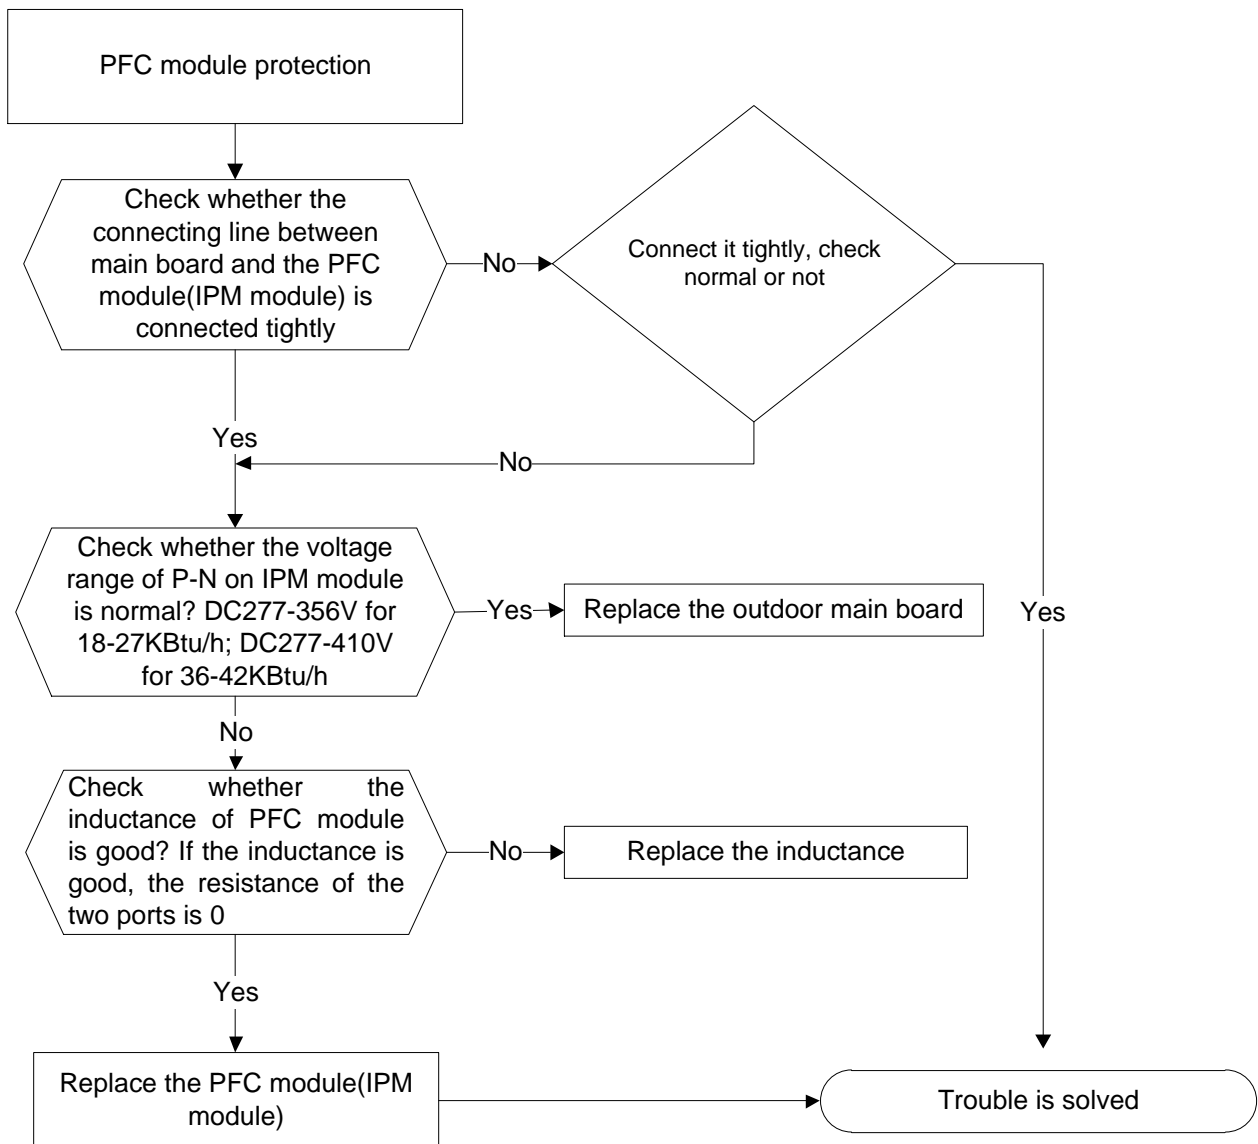 PFC module protection
Check whether the
connecting line between
main board and the PFC
module(IPM module) is
connected tightly
No
Connect it tightly, check
normal or not
Yes
No
Check whether the voltage
range of P-N on IPM module
is normal? DC277-356V for
18-27KBtu/h; DC277-410V
for 36-42KBtu/h
Yes
Replace the outdoor main board
Yes
No
Check whether the
inductance of PFC module
is good? If the inductance is
good, the resistance of the
two ports is 0
No
Replace the inductance
Yes
Replace the PFC module(IPM
module)
Trouble is solved